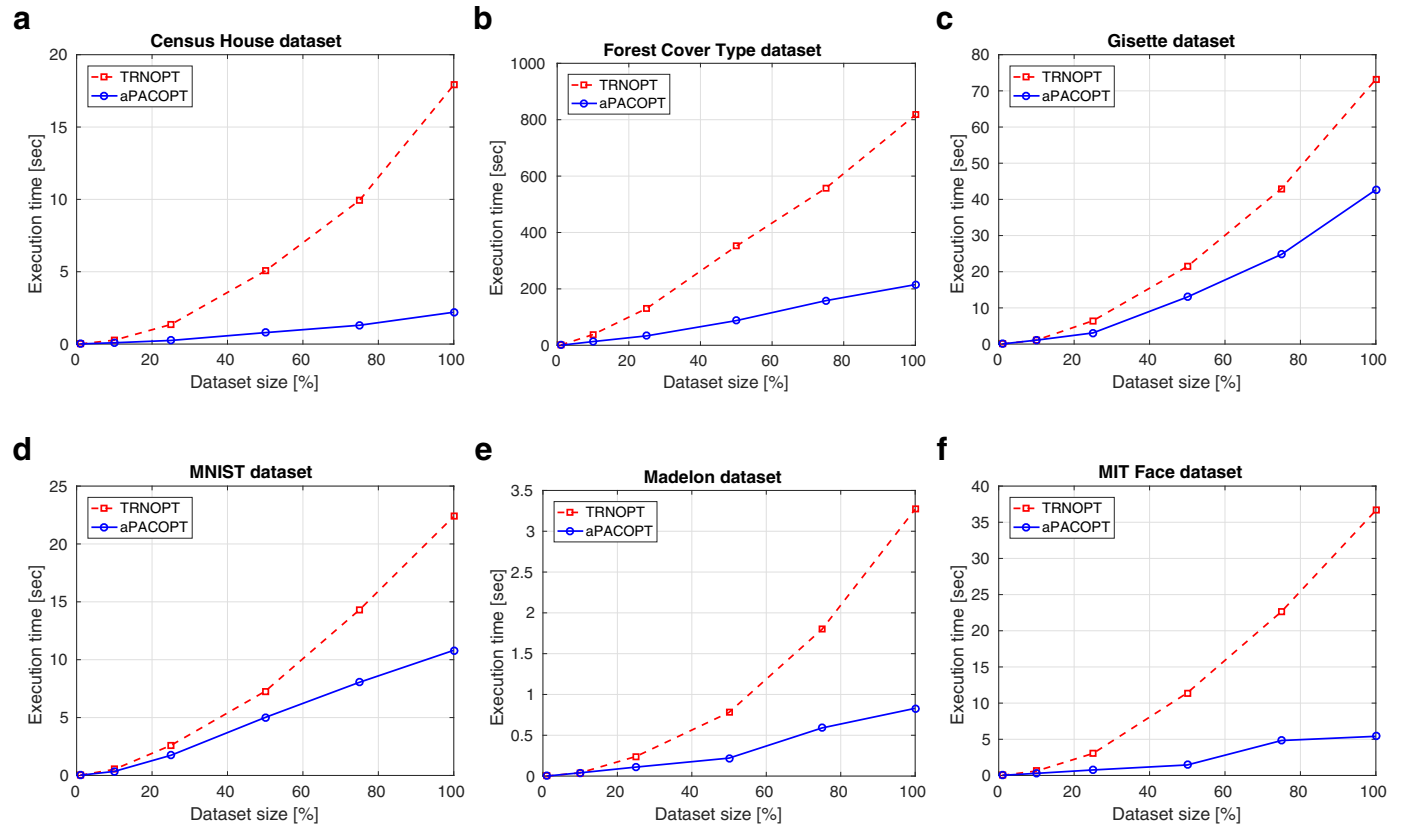 a
Census House dataset
TRNOPT
aPACOPT
Execution time [sec]
20
15
10
5
0
0 20 40 60 80 100
Dataset size [%]
b
Forest Cover Type dataset
TRNOPT
aPACOPT
Execution time [sec]
1000
800
600
400
200
0
0 20 40 60 80 100
Dataset size [%]
c
Gisette dataset
TRNOPT
aPACOPT
Execution time [sec]
80
70
60
50
40
30
20
10
0
0 20 40 60 80 100
Dataset size [%]
d
MNIST dataset
TRNOPT
aPACOPT
Execution time [sec]
25
20
15
10
5
0
0 20 40 60 80 100
Dataset size [%]
e
Madelon dataset
TRNOPT
aPACOPT
Execution time [sec]
3.5
3
2.5
2
1.5
1
0.5
0
0 20 40 60 80 100
Dataset size [%]
f
MIT Face dataset
TRNOPT
aPACOPT
Execution time [sec]
40
35
30
25
20
15
10
5
0
0 20 40 60 80 100
Dataset size [%]